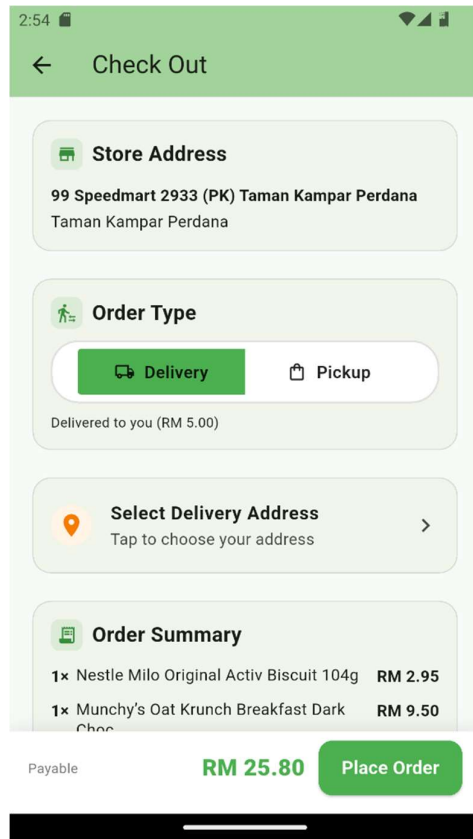 2:54
Check Out
Store Address
99 Speedmart 2933 (PK) Taman Kampar Perdana
Taman Kampar Perdana
Order Type
Delivery
Pickup
Delivered to you (RM 5.00)
Select Delivery Address
Tap to choose your address
Order Summary
1× Nestle Milo Original Activ Biscuit 104g RM 2.95
1× Munchy's Oat Krunch Breakfast Dark RM 9.50
Choc
Payable RM 25.80 Place Order